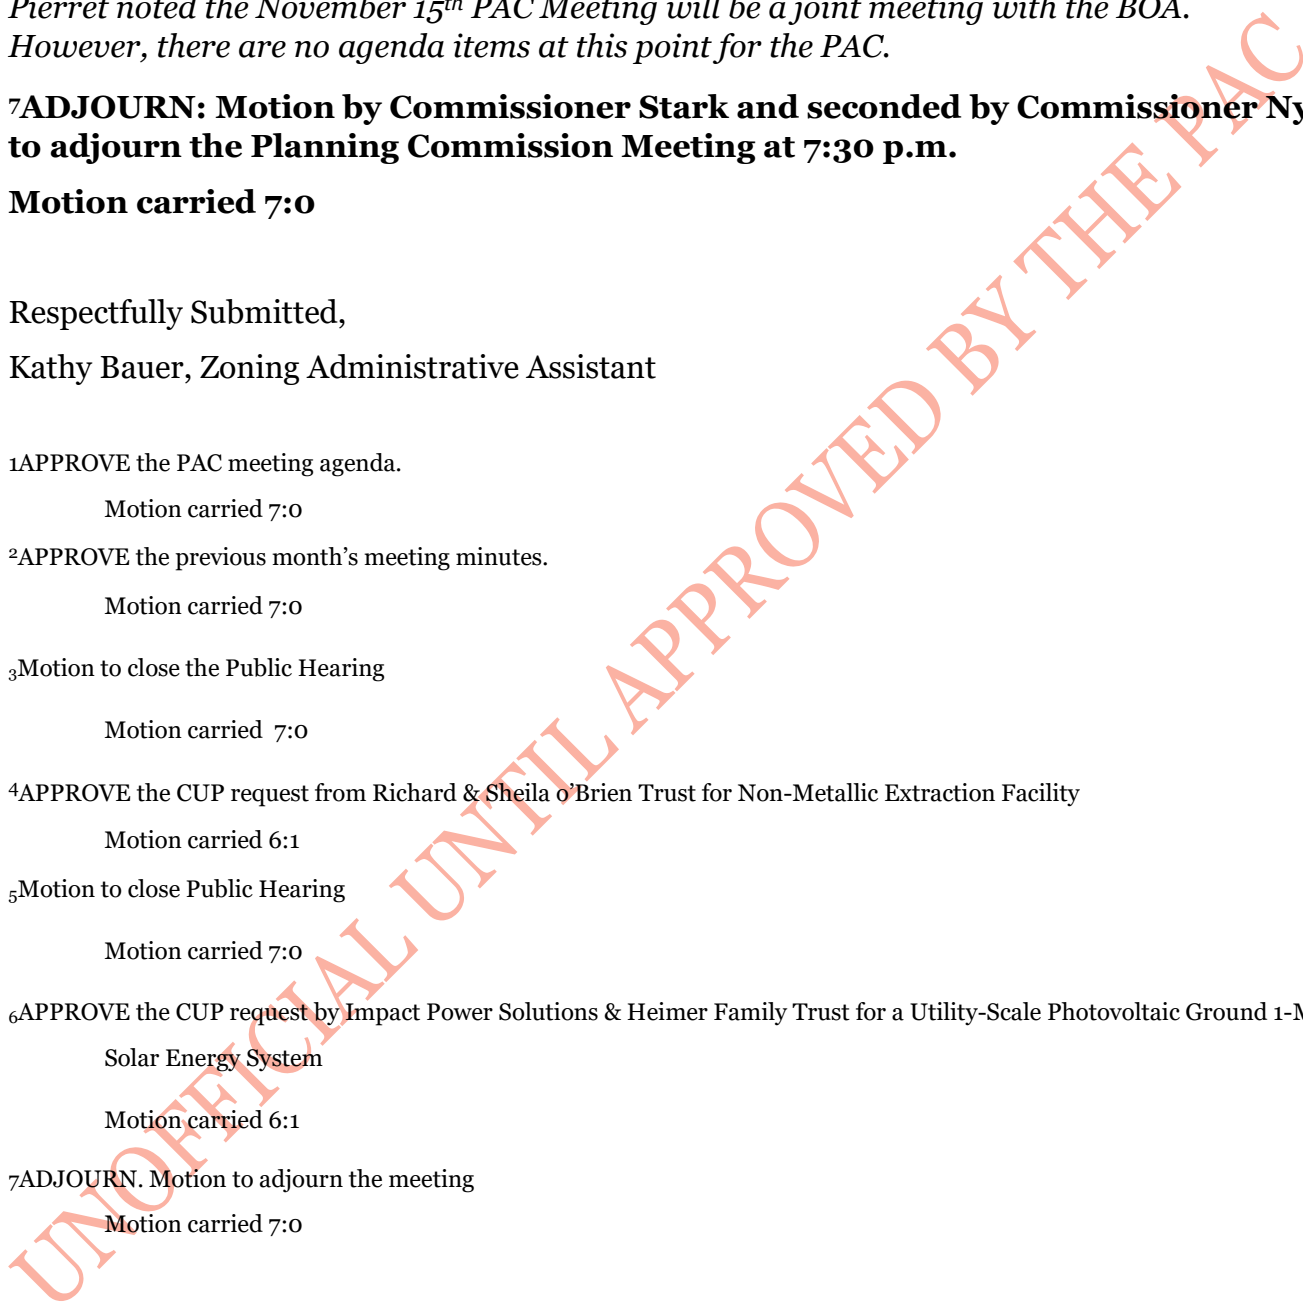 Pierret noted the November 15th PAC Meeting will be a joint meeting with the BOA.
However, there are no agenda items at this point for the PAC.
7ADJOURN: Motion by Commissioner Stark and seconded by Commissioner
to adjourn the Planning Commission Meeting at 7:30 p.m.
Motion carried 7:0
Respectfully Submitted,
Kathy Bauer, Zoning Administrative Assistant
1APPROVE the PAC meeting agenda.
Motion carried 7:0
2APPROVE the previous month's meeting minutes.
Motion carried 7:0
3Motion to close the Public Hearing
Motion carried 7:0
4APPROVE the CUP request from Richard & Sheila o'Brien Trust for Non-Metallic Extraction Facility
Motion carried 6:1
5Motion to close Public Hearing
Motion carried 7:0
6APPROVE the CUP request by Impact Power Solutions & Heimer Family Trust for a Utility-Scale Photovoltaic Ground
Solar Energy System
Motion carried 6:1
7ADJOURN. Motion to adjourn the meeting
Motion carried 7:0
UNOFFICIAL UNTIL APPROVED BY THE PAC